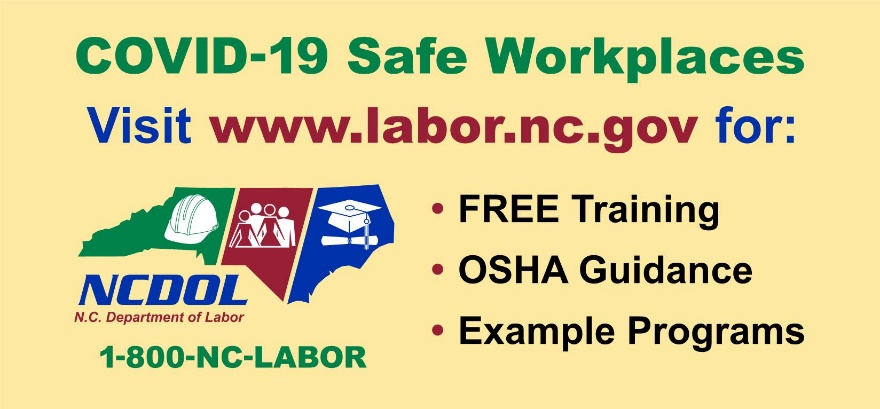 COVID-19 Safe Workplaces
Visit www.labor.nc.gov for:
NCDOL
N.C. Department of Labor
1-800-NC-LABOR
• FREE Training
• OSHA Guidance
• Example Programs